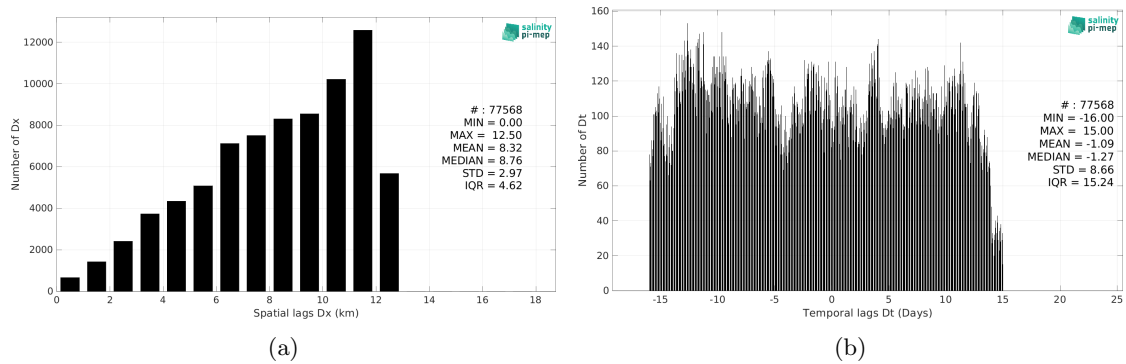 salinity
pi-mep
12000
10000
8000
6000
4000
2000
0
Number of Dx
# : 77568
MIN = 0.00
MAX = 12.50
MEAN = 8.32
MEDIAN = 8.76
STD = 2.97
IQR = 4.62
0 2 4 6 8 10 12 14 16 18
Spatial lags Dx (km)
(a)
salinity
pi-mep
160
140
120
100
80
60
40
20
0
Number of Dt
# : 77568
MIN = -16.00
MAX = 15.00
MEAN = -1.09
MEDIAN = -1.27
STD = 8.66
IQR = 15.24
-15 -10 -5 0 5 10 15 20 25
Temporal lags Dt (Days)
(b)